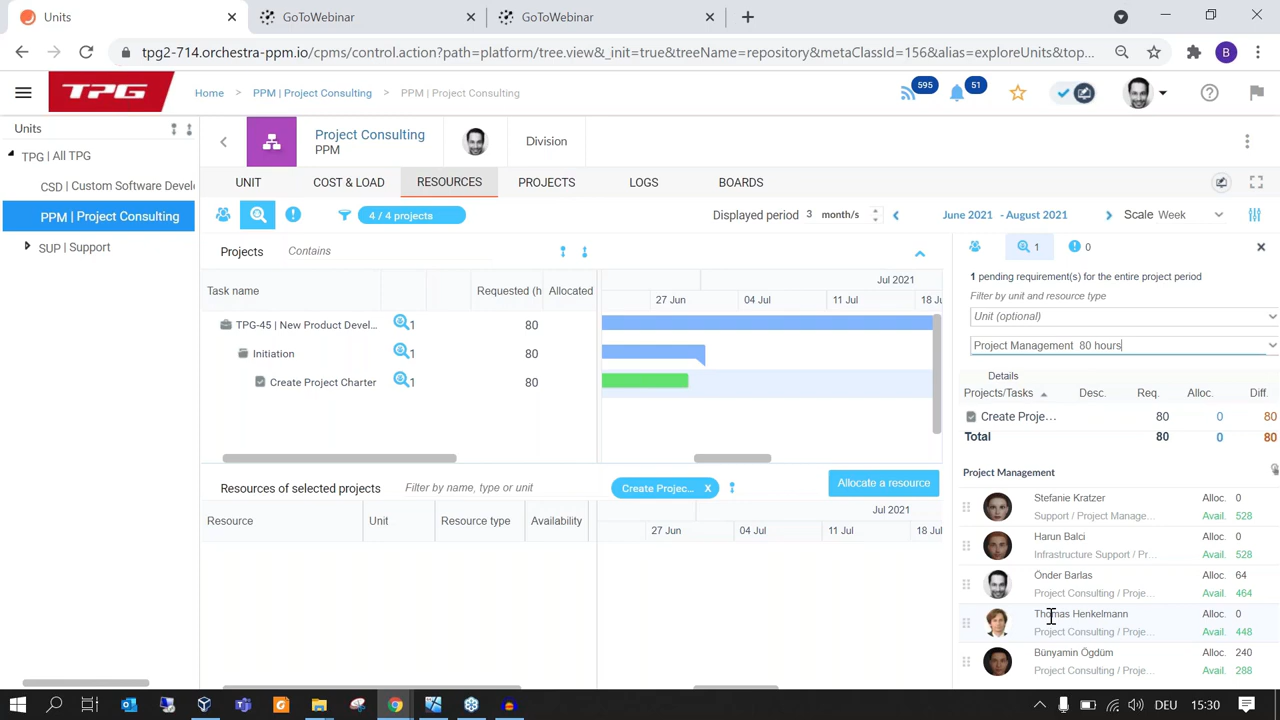 Units
GoToWebinar
GoToWebinar
tpg2-714.orchestra-ppm.io/cpms/control.action?path=platform/tree.view&_init=true&treeName=repository&metaClassId=156&alias=exploreUnits&top...
B
TPG
Home > PPM | Project Consulting > PPM | Project Consulting
595
51
Units
TPG | All TPG
CSD | Custom Software Devel
PPM | Project Consulting
SUP | Support
Project Consulting
PPM
Division
UNIT
COST & LOAD
RESOURCES
PROJECTS
LOGS
BOARDS
4 / 4 projects
Displayed period 3 month/s
June 2021 - August 2021
Scale Week
Projects
Contains
Task name
Requested (h
Allocated
Jul 2021
27 Jun
04 Jul
11 Jul
18 Ju
TPG-45 | New Product Devel...
1
80
Initiation
1
80
Create Project Charter
1
80
Resources of selected projects
Filter by name, type or unit
Create Projec... X
Allocate a resource
Resource
Unit
Resource type
Availability
Jul 2021
27 Jun
04 Jul
11 Jul
18 Jul
1
0
1 pending requirement(s) for the entire project period
Filter by unit and resource type
Unit (optional)
Project Management 80 hours
Details
Projects/Tasks Desc. Req. Alloc. Diff.
Create Proje... 80 0 80
Total 80 0 80
Project Management
Stefanie Kratzer Alloc. 0
Support / Project Manage... Avail. 528
Harun Balci Alloc. 0
Infrastructure Support / Pr... Avail. 528
Önder Barlas Alloc. 64
Project Consulting / Proje... Avail. 464
Thomas Henkelmann Alloc. 0
Project Consulting / Proje... Avail. 448
Bünyamin Ögdüm Alloc. 240
Project Consulting / Proje... Avail. 288
DEU 15:30